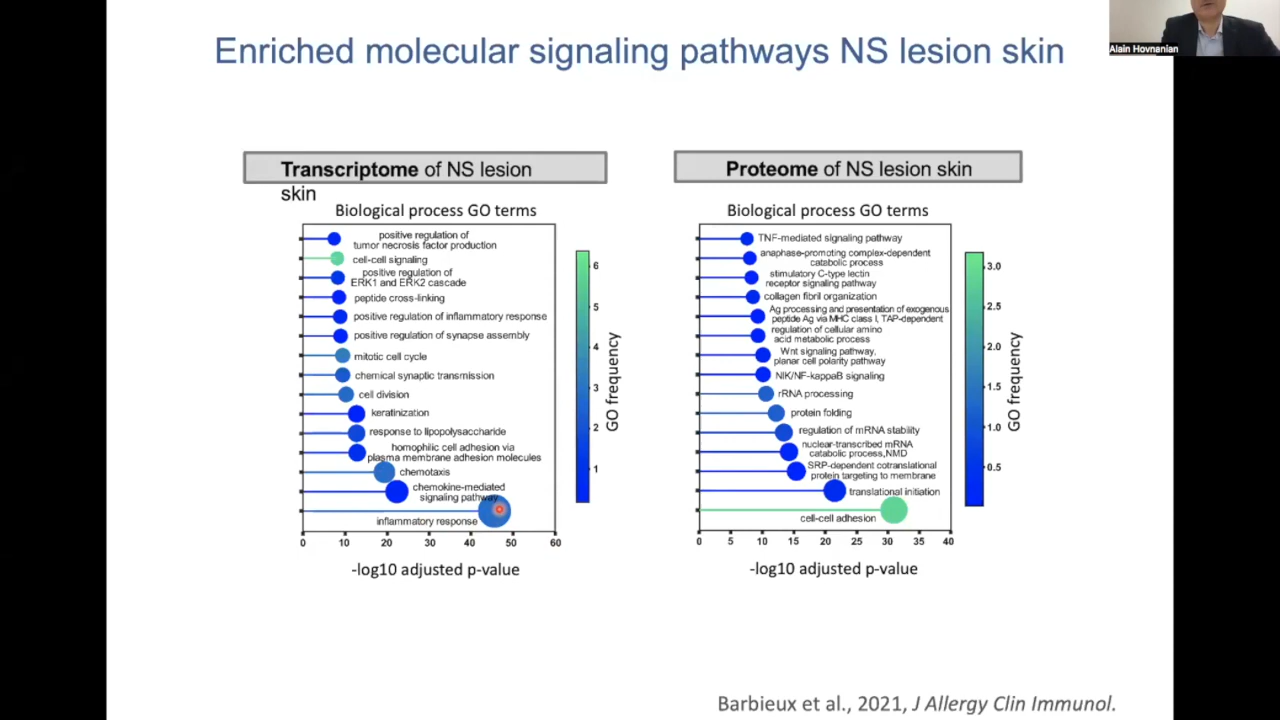 Enriched molecular signaling pathways NS lesion skin
Alain Hovnanian
Transcriptome of NS lesion
skin
Biological process GO terms
positive regulation of
tumor necrosis factor production
cell-cell signaling
positive regulation of
ERK1 and ERK2 cascade
peptide cross-linking
positive regulation of inflammatory response
positive regulation of synapse assembly
mitotic cell cycle
chemical synaptic transmission
cell division
keratinization
response to lipopolysaccharide
homophilic cell adhesion via
plasma membrane adhesion molecules
chemotaxis
chemokine-mediated
signaling pathway
inflammatory response
0 10 20 30 40 50 60
-log10 adjusted p-value
6
5
4
3
2
1
GO frequency
Proteome of NS lesion skin
Biological process GO terms
TNF-mediated signaling pathway
anaphase-promoting complex-dependent
catabolic process
stimulatory C-type lectin
receptor signaling pathway
collagen fibril organization
Ag processing and presentation of exogenous
peptide Ag via MHC class I, TAP-dependent
regulation of cellular amino
acid metabolic process
Wnt signaling pathway,
planar cell polarity pathway
NIK/NF-kappaB signaling
rRNA processing
protein folding
regulation of mRNA stability
nuclear-transcribed mRNA
catabolic process,NMD
SRP-dependent cotranslational
protein targeting to membrane
translational initiation
cell-cell adhesion
0 5 10 15 20 25 30 35 40
-log10 adjusted p-value
3.0
2.5
2.0
1.5
1.0
0.5
GO frequency
Barbieux et al., 2021, J Allergy Clin Immunol.